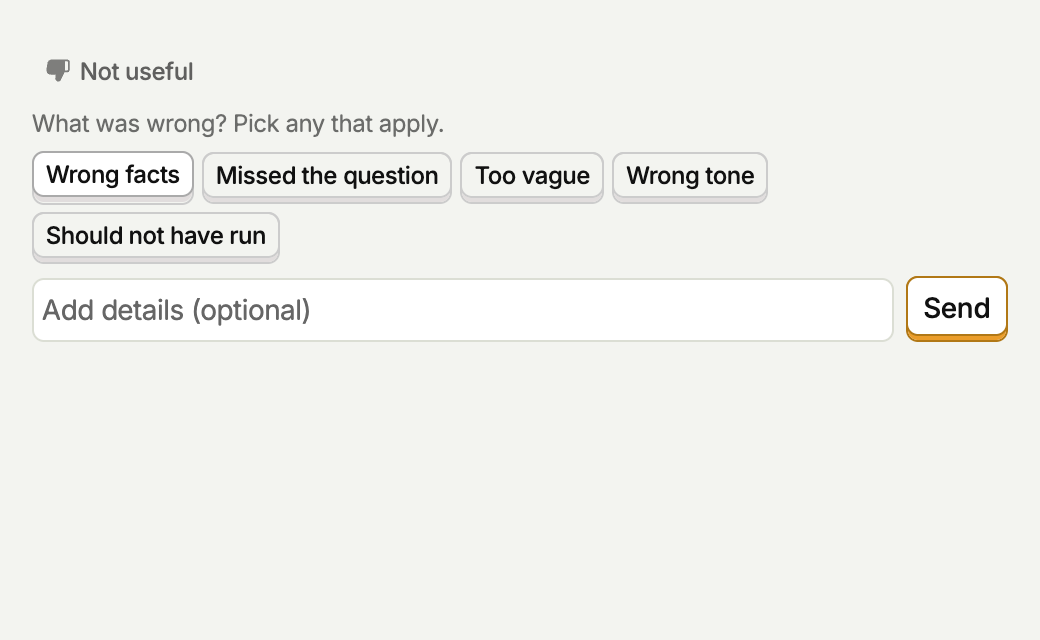 Not useful
What was wrong? Pick any that apply.
Wrong facts Missed the question Too vague Wrong tone
Should not have run
Add details (optional) Send